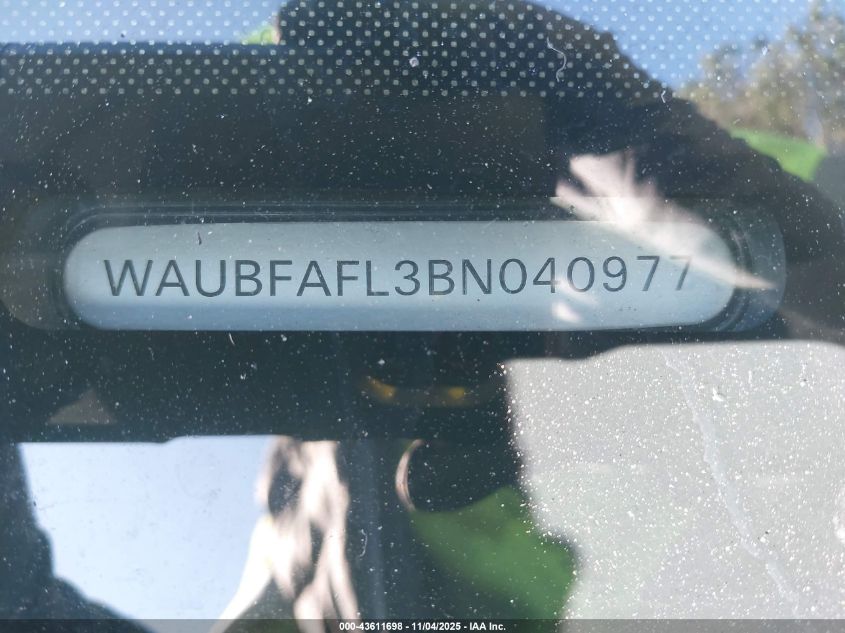 WAUBFAFL3BN040977
000-43611698 - 11/04/2025 - IAA Inc.